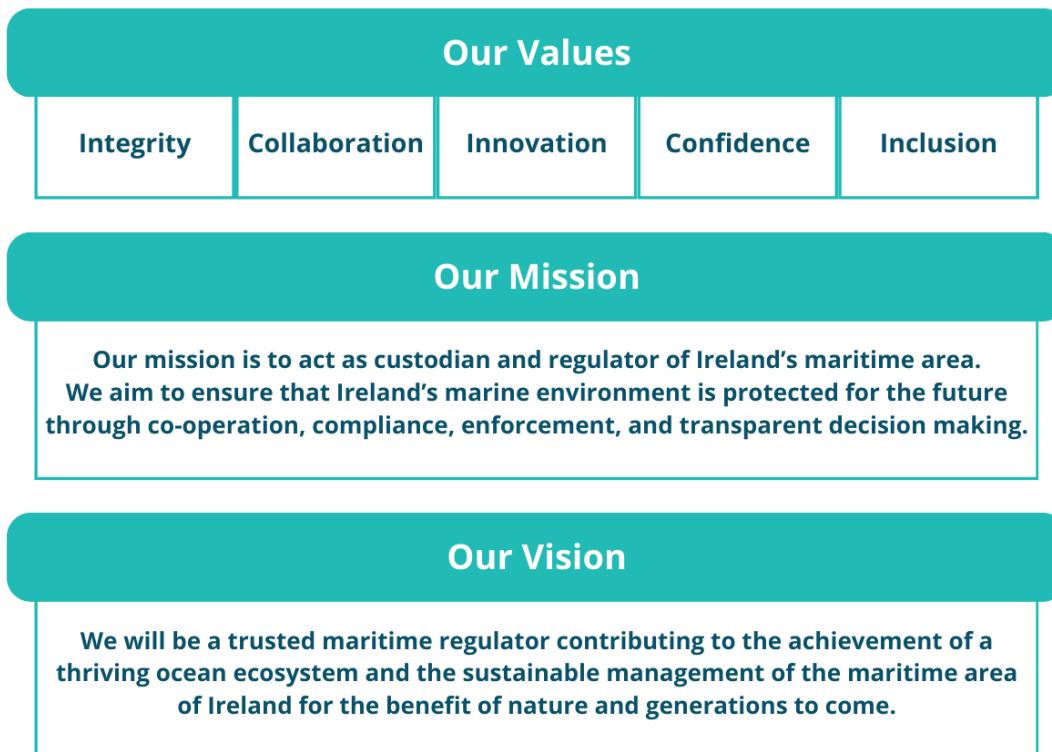 Our Values
Integrity Collaboration Innovation Confidence Inclusion
Our Mission
Our mission is to act as custodian and regulator of Ireland’s maritime area.
We aim to ensure that Ireland’s marine environment is protected for the future
through co-operation, compliance, enforcement, and transparent decision making.
Our Vision
We will be a trusted maritime regulator contributing to the achievement of a
thriving ocean ecosystem and the sustainable management of the maritime area
of Ireland for the benefit of nature and generations to come.